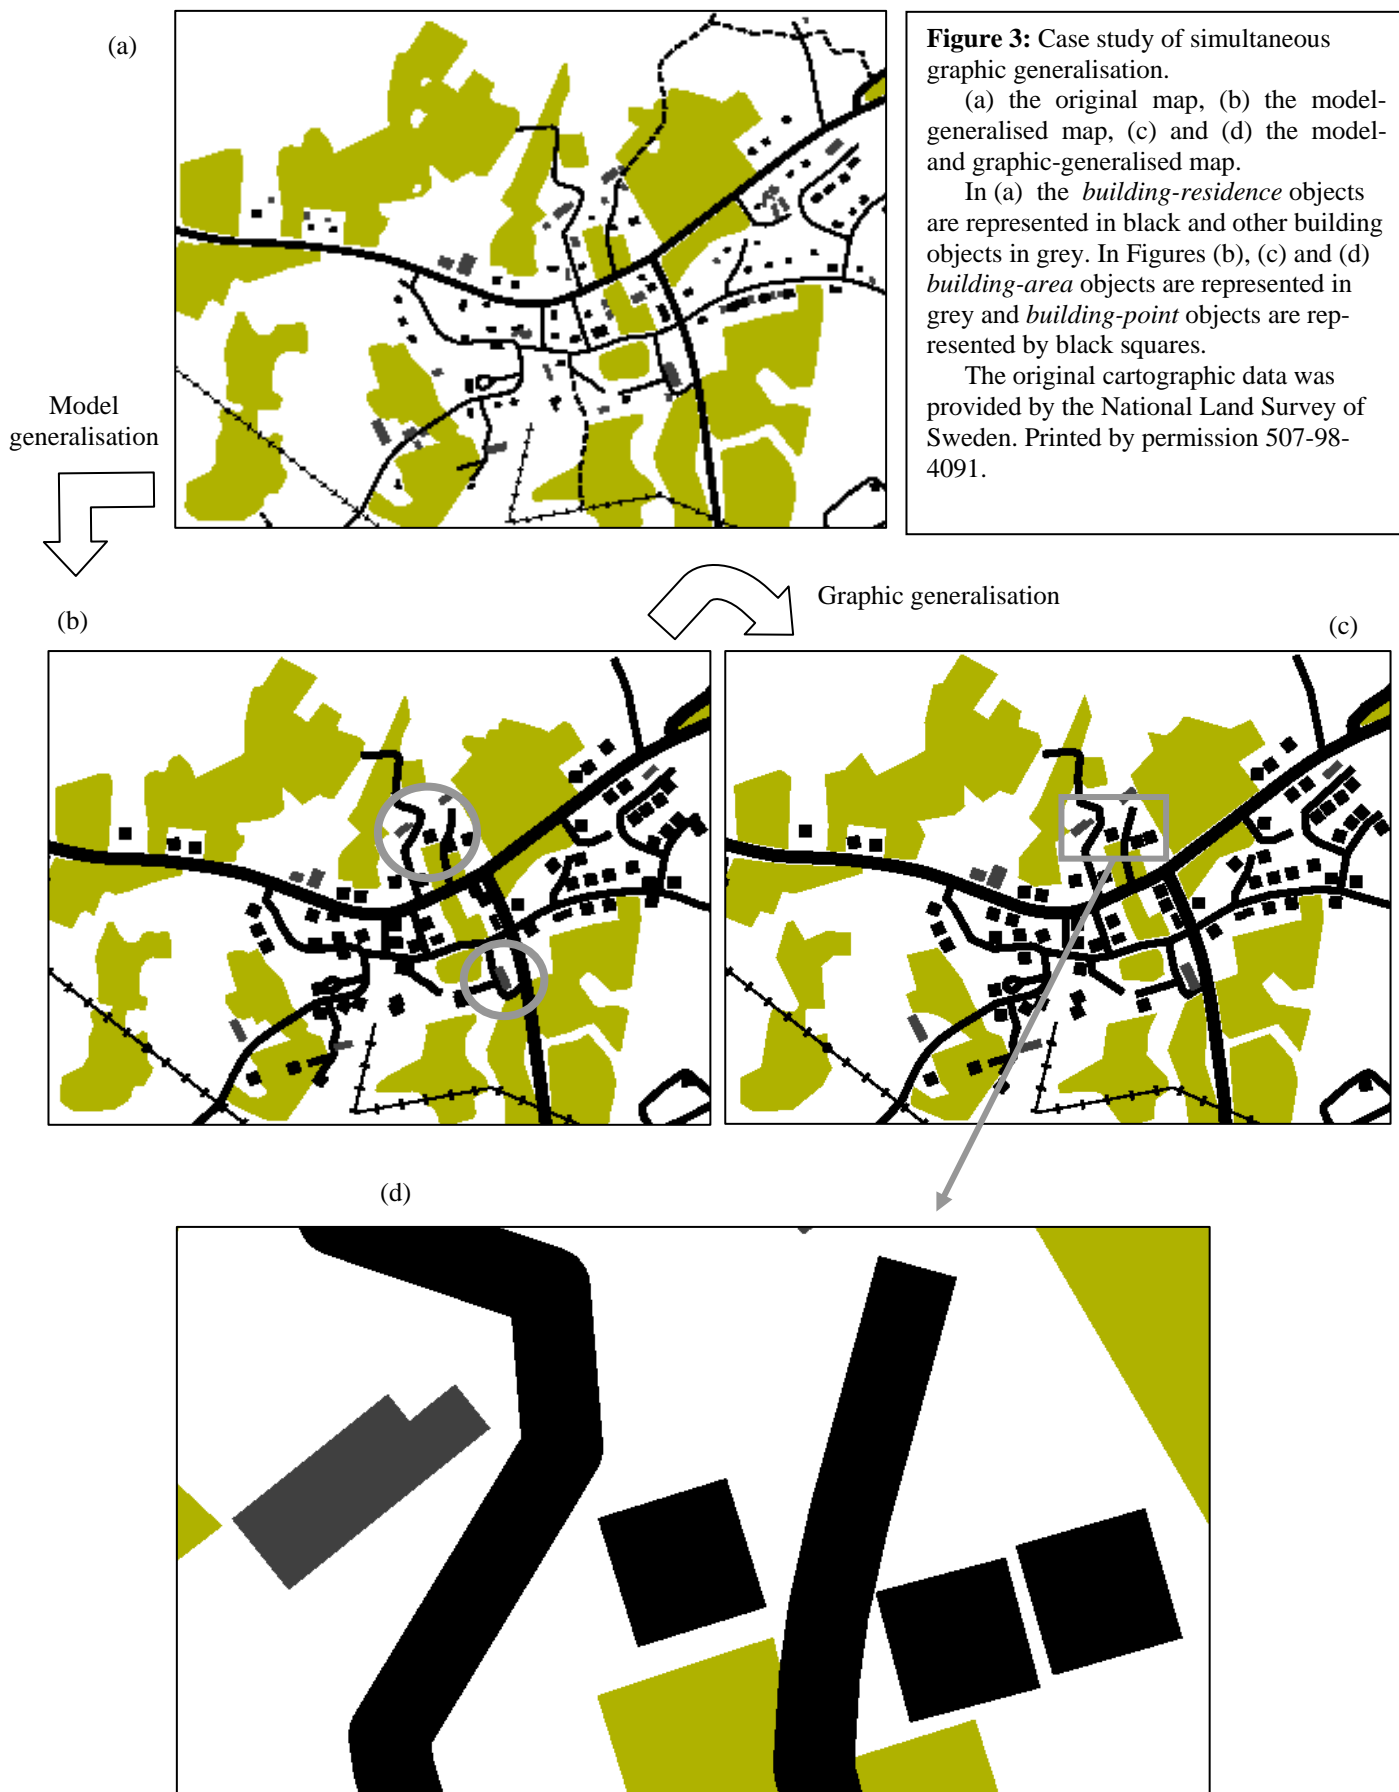 (a)
Figure 3: Case study of simultaneous
graphic generalisation.
(a) the original map, (b) the model-
generalised map, (c) and (d) the model-
and graphic-generalised map.
In (a) the building-residence objects
are represented in black and other building
objects in grey. In Figures (b), (c) and (d)
building-area objects are represented in
grey and building-point objects are rep-
resented by black squares.
The original cartographic data was
provided by the National Land Survey of
Sweden. Printed by permission 507-98-
4091.
Model
generalisation
Graphic generalisation
(b)
(c)
(d)